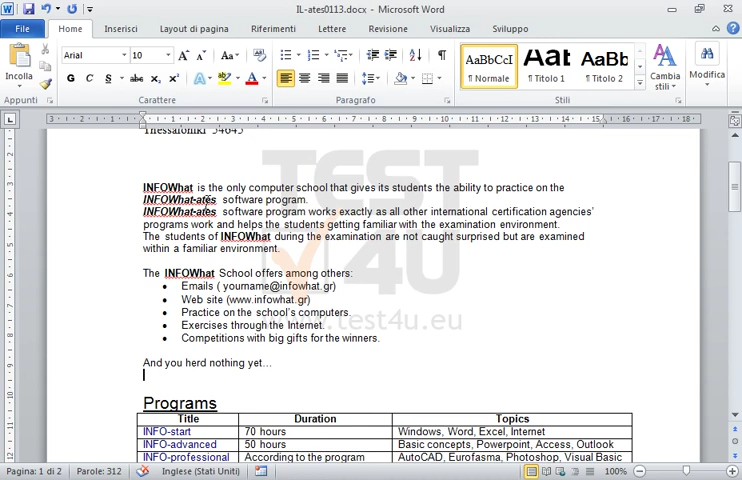 IL-ates0113.docx - Microsoft Word
File Home Inserisci Layout di pagina Riferimenti Lettere Revisione Visualizza Sviluppo
Incolla
Arial 10
AaBbCcI AaBb AaBb
¶ Normale ¶ Titolo 1 ¶ Titolo 2
Cambia stili
Modifica
Appunti Carattere Paragrafo Stili
Thessaloniki 54645
INFOWhat is the only computer school that gives its students the ability to practice on the
INFOWhat-ates software program.
INFOWhat-ates software program works exactly as all other international certification agencies'
programs work and helps the students getting familiar with the examination environment.
The students of INFOWhat during the examination are not caught surprised but are examined
within a familiar environment.
The INFOWhat School offers among others:
• Emails ( yourname@infowhat.gr)
• Web site (www.infowhat.gr)
• Practice on the school's computers.
• Exercises through the Internet.
• Competitions with big gifts for the winners.
And you herd nothing yet…
Programs
Title Duration Topics
INFO-start 70 hours Windows, Word, Excel, Internet
INFO-advanced 50 hours Basic concepts, Powerpoint, Access, Outlook
INFO-professional According to the program AutoCAD, Eurofasma, Photoshop, Visual Basic
TEST
4U
www.test4u.eu
Pagina: 1 di 2 Parole: 312 Inglese (Stati Uniti) 100%